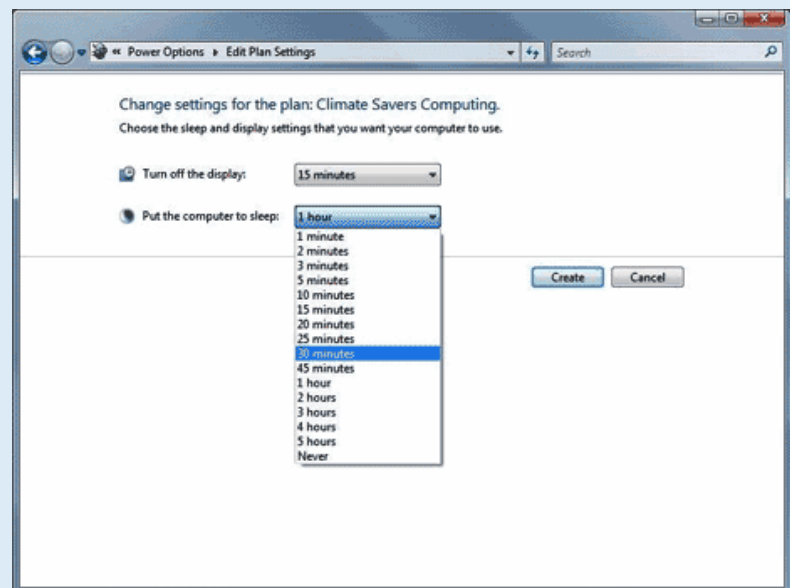 « Power Options ▸ Edit Plan Settings
Search
Change settings for the plan: Climate Savers Computing.
Choose the sleep and display settings that you want your computer to use.
Turn off the display: 15 minutes
Put the computer to sleep: 1 hour
1 minute
2 minutes
3 minutes
5 minutes
10 minutes
15 minutes
20 minutes
25 minutes
30 minutes
45 minutes
1 hour
2 hours
3 hours
4 hours
5 hours
Never
Create Cancel